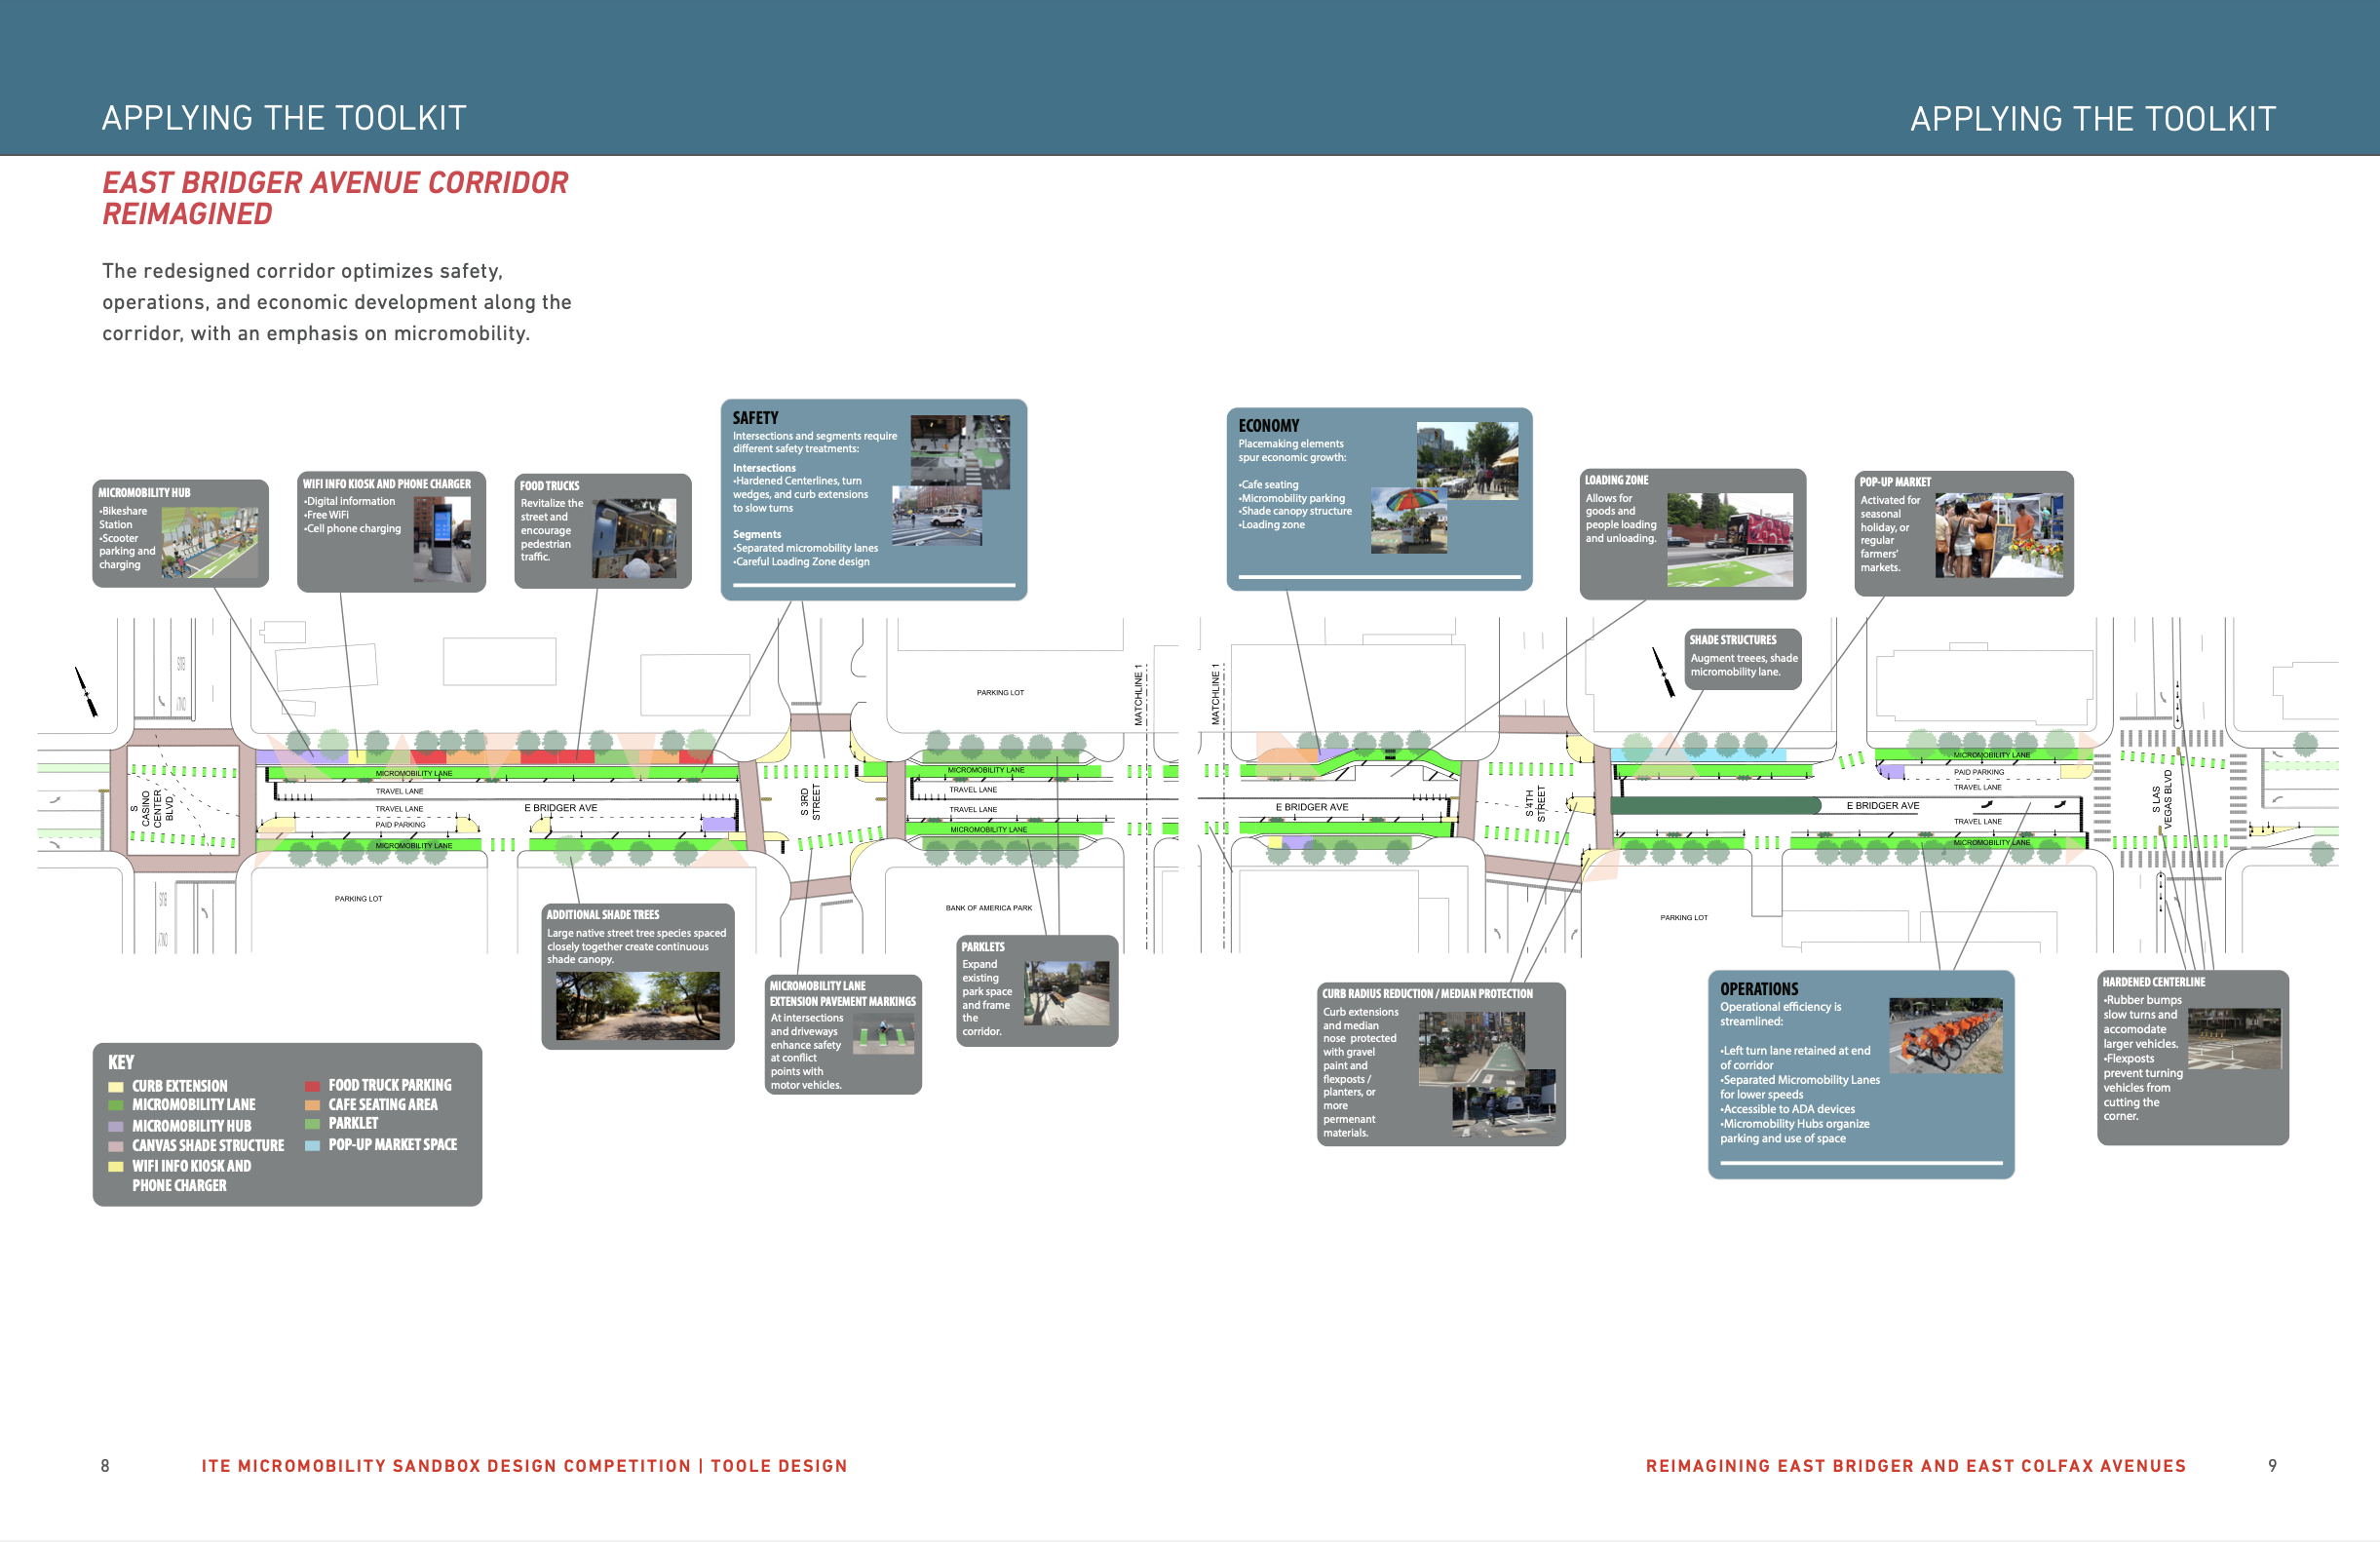 APPLYING THE TOOLKIT
APPLYING THE TOOLKIT
EAST BRIDGER AVENUE CORRIDOR
REIMAGINED
The redesigned corridor optimizes safety,
operations, and economic development along the
corridor, with an emphasis on micromobility.
MICROMOBILITY HUB
•Bikeshare
Station
•Scooter
parking and
charging
WIFI INFO KIOSK AND PHONE CHARGER
•Digital information
•Free WiFi
•Cell phone charging
FOOD TRUCKS
Revitalize the
street and
encourage
pedestrian
traffic.
SAFETY
Intersections and segments require
different safety treatments:
Intersections
•Hardened Centerlines, turn
wedges, and curb extensions
to slow turns
Segments
•Separated micromobility lanes
•Careful Loading Zone design
ECONOMY
Placemaking elements
spur economic growth:
•Cafe seating
•Micromobility parking
•Shade canopy structure
•Loading zone
LOADING ZONE
Allows for
goods and
people loading
and unloading.
POP-UP MARKET
Activated for
seasonal
holiday, or
regular
farmers'
markets.
SHADE STRUCTURES
Augment treees, shade
micromobility lane.
BUS
ONLY
PARKING LOT
MATCHLINE 1
MATCHLINE 1
S
CASINO
CENTER
BLVD
MICROMOBILITY LANE
TRAVEL LANE
TRAVEL LANE
E BRIDGER AVE
PAID PARKING
MICROMOBILITY LANE
S 3RD
STREET
MICROMOBILITY LANE
TRAVEL LANE
TRAVEL LANE
MICROMOBILITY LANE
E BRIDGER AVE
S 4TH
STREET
MICROMOBILITY LANE
PAID PARKING
TRAVEL LANE
E BRIDGER AVE
TRAVEL LANE
MICROMOBILITY LANE
S LAS
VEGAS BLVD
BUS
ONLY
PARKING LOT
BANK OF AMERICA PARK
PARKING LOT
ADDITIONAL SHADE TREES
Large native street tree species spaced
closely together create continuous
shade canopy.
MICROMOBILITY LANE
EXTENSION PAVEMENT MARKINGS
At intersections
and driveways
enhance safety
at conflict
points with
motor vehicles.
PARKLETS
Expand
existing
park space
and frame
the
corridor.
CURB RADIUS REDUCTION / MEDIAN PROTECTION
Curb extensions
and median
nose protected
with gravel
paint and
flexposts /
planters, or
more
permenant
materials.
OPERATIONS
Operational efficiency is
streamlined:
•Left turn lane retained at end
of corridor
•Separated Micromobility Lanes
for lower speeds
•Accessible to ADA devices
•Micromobility Hubs organize
parking and use of space
HARDENED CENTERLINE
•Rubber bumps
slow turns and
accomodate
larger vehicles.
•Flexposts
prevent turning
vehicles from
cutting the
corner.
KEY
CURB EXTENSION
MICROMOBILITY LANE
MICROMOBILITY HUB
CANVAS SHADE STRUCTURE
WIFI INFO KIOSK AND
PHONE CHARGER
FOOD TRUCK PARKING
CAFE SEATING AREA
PARKLET
POP-UP MARKET SPACE
8
ITE MICROMOBILITY SANDBOX DESIGN COMPETITION | TOOLE DESIGN
REIMAGINING EAST BRIDGER AND EAST COLFAX AVENUES
9